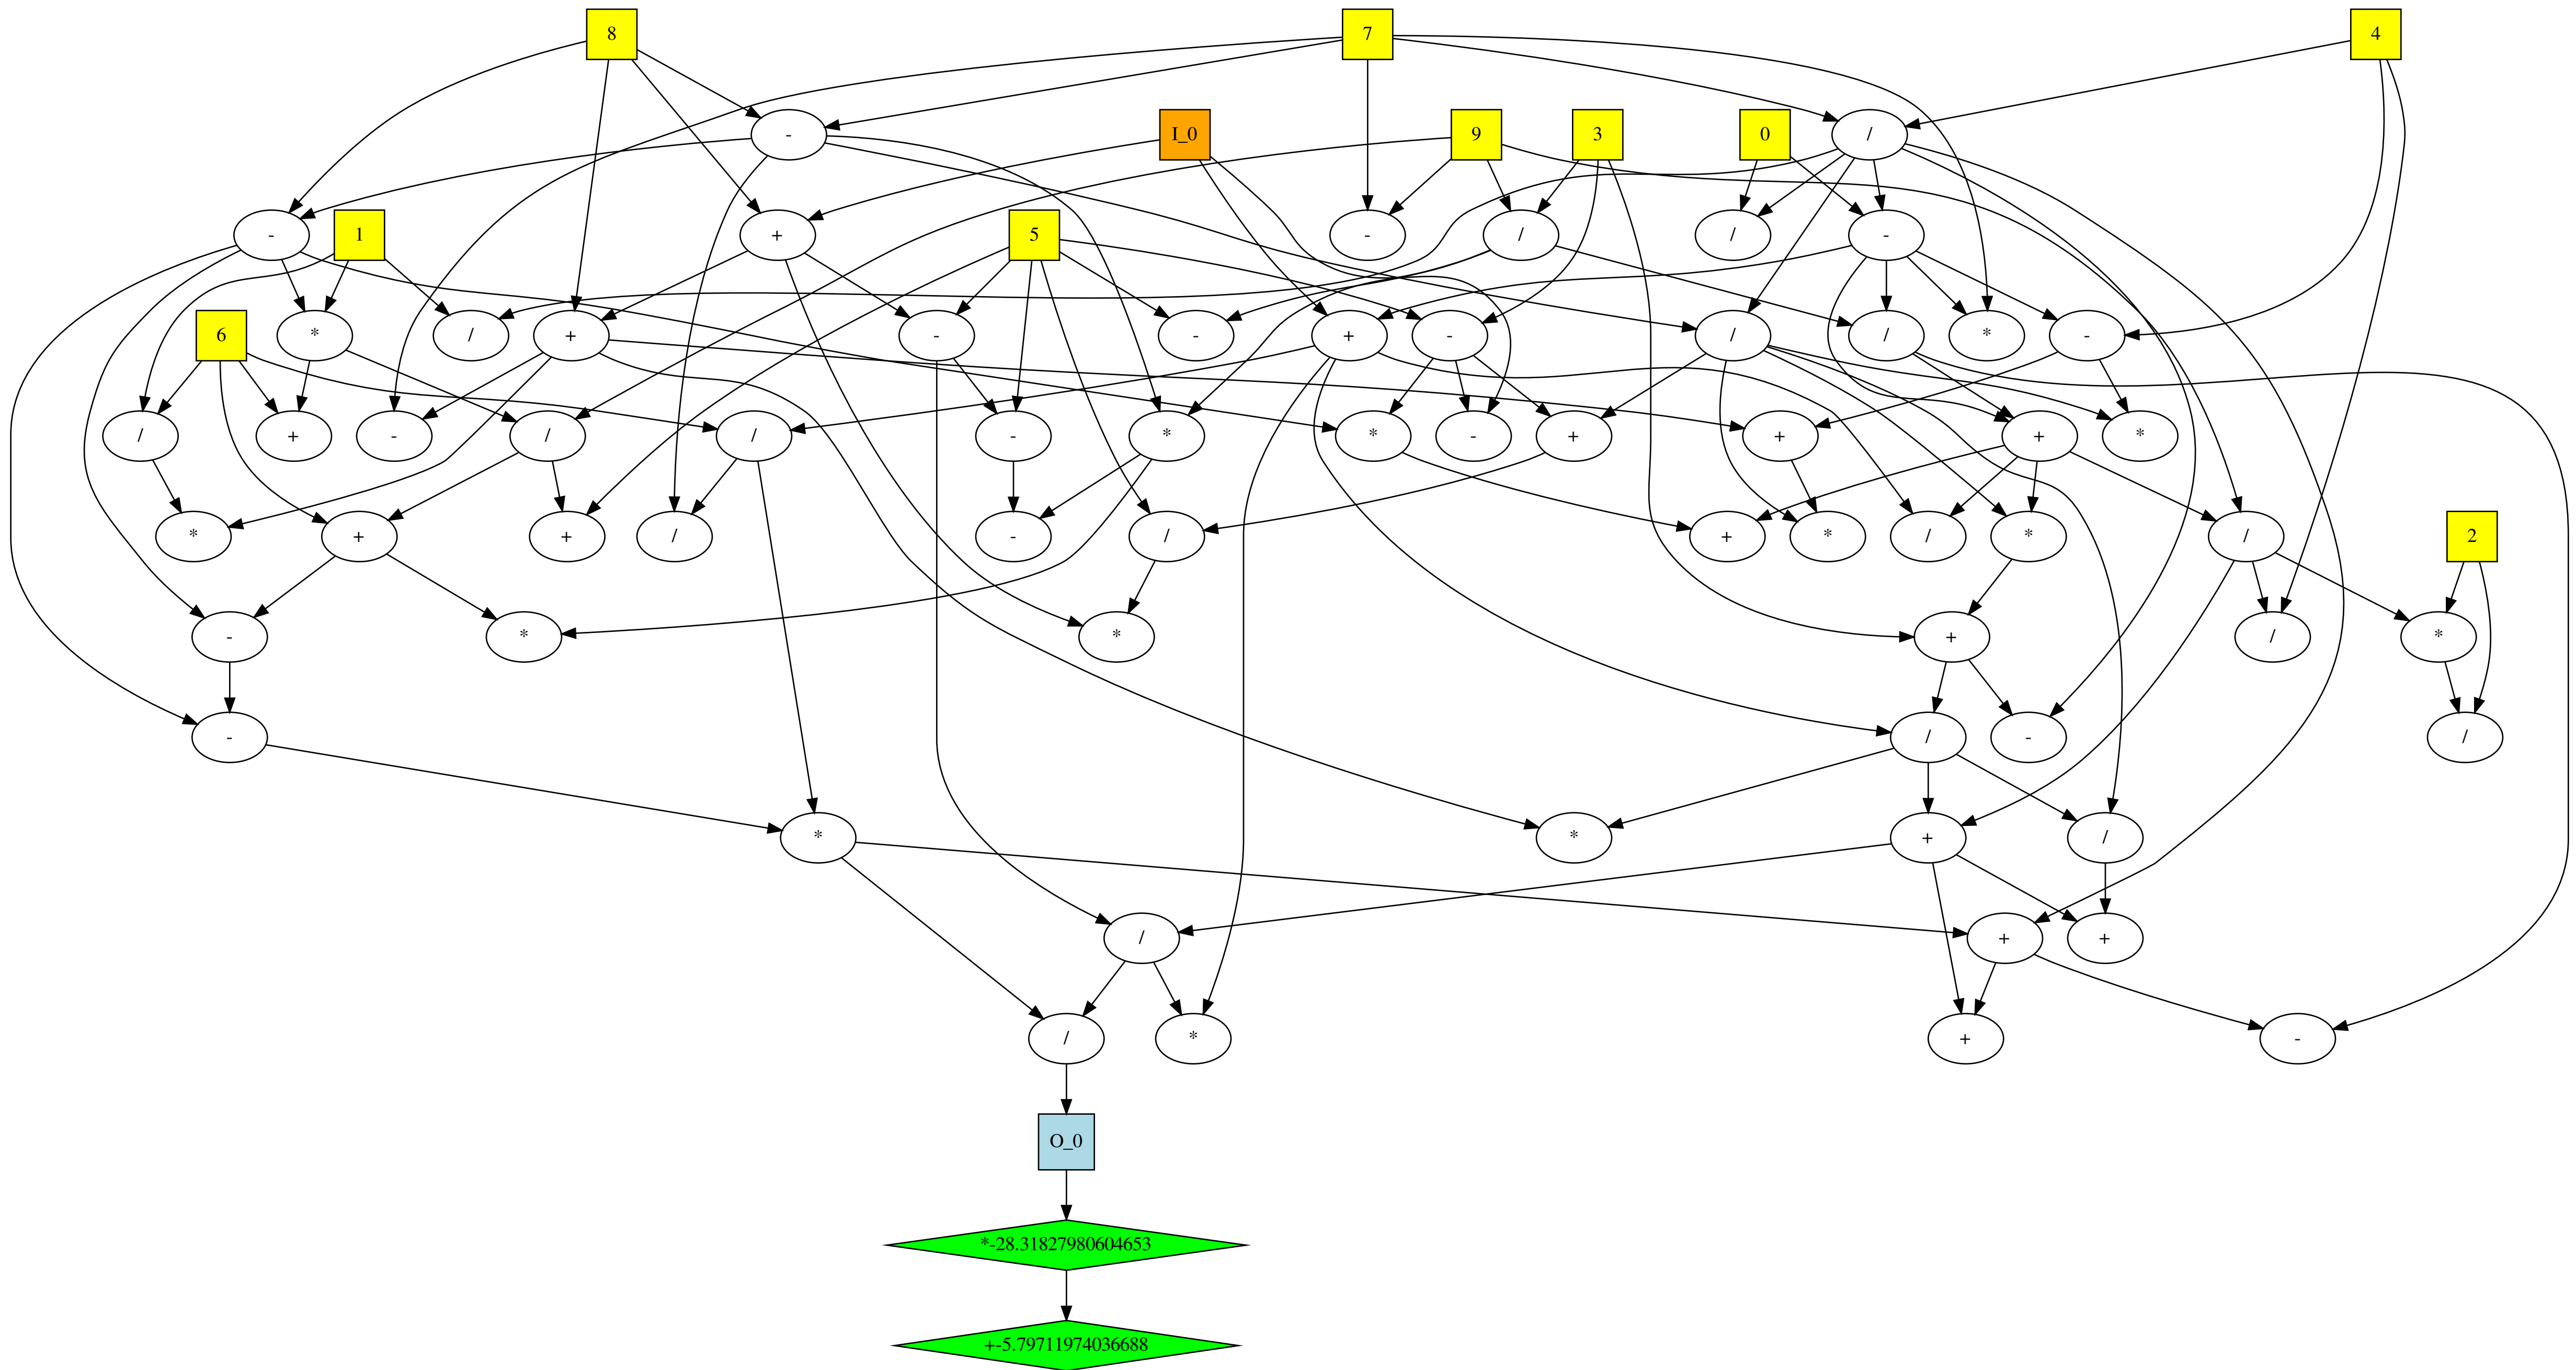 8 7 4
- I_0 9 3 0 /
- 1 + 5 - / / -
6 * / + - - + - / / * -
/ + - / / - * * - + + + *
* + + / - / + * / * / 2
- * * + / *
- / - /
* * + /
/ + +
/ * + -
O_0
*-28.31827980604653
+-5.79711974036688